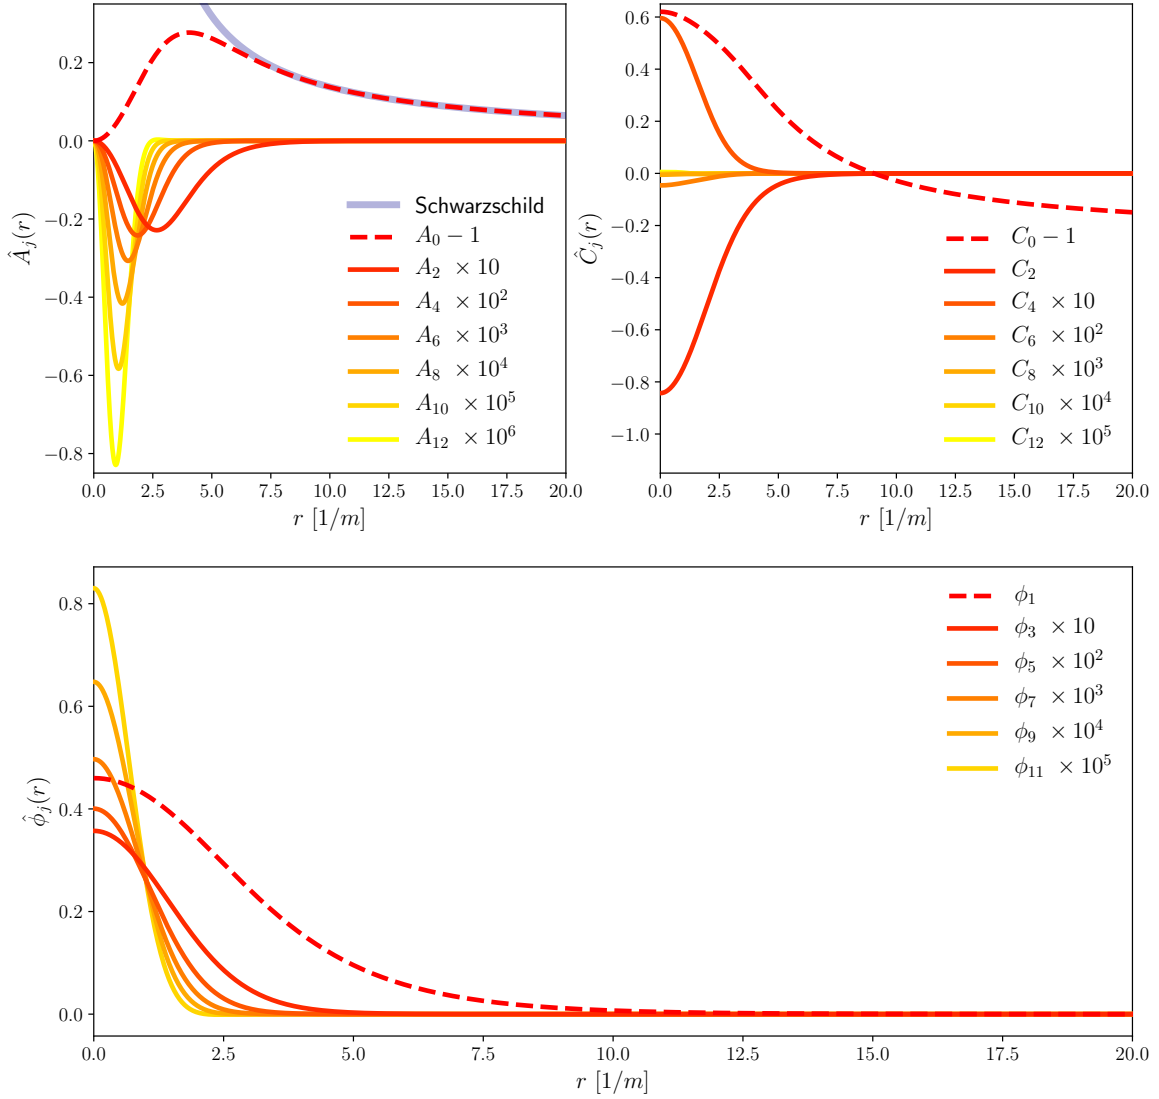 0.2
0.0
−0.2
−0.4
−0.6
−0.8
Â_j(r)
Schwarzschild
A_0 − 1
A_2 × 10
A_4 × 10^2
A_6 × 10^3
A_8 × 10^4
A_10 × 10^5
A_12 × 10^6
0.0 2.5 5.0 7.5 10.0 12.5 15.0 17.5 20.0
r [1/m]
0.6
0.4
0.2
0.0
−0.2
−0.4
−0.6
−0.8
−1.0
Ĉ_j(r)
C_0 − 1
C_2
C_4 × 10
C_6 × 10^2
C_8 × 10^3
C_10 × 10^4
C_12 × 10^5
0.0 2.5 5.0 7.5 10.0 12.5 15.0 17.5 20.0
r [1/m]
0.8
0.6
0.4
0.2
0.0
ϕ̂_j(r)
ϕ_1
ϕ_3 × 10
ϕ_5 × 10^2
ϕ_7 × 10^3
ϕ_9 × 10^4
ϕ_11 × 10^5
0.0 2.5 5.0 7.5 10.0 12.5 15.0 17.5 20.0
r [1/m]